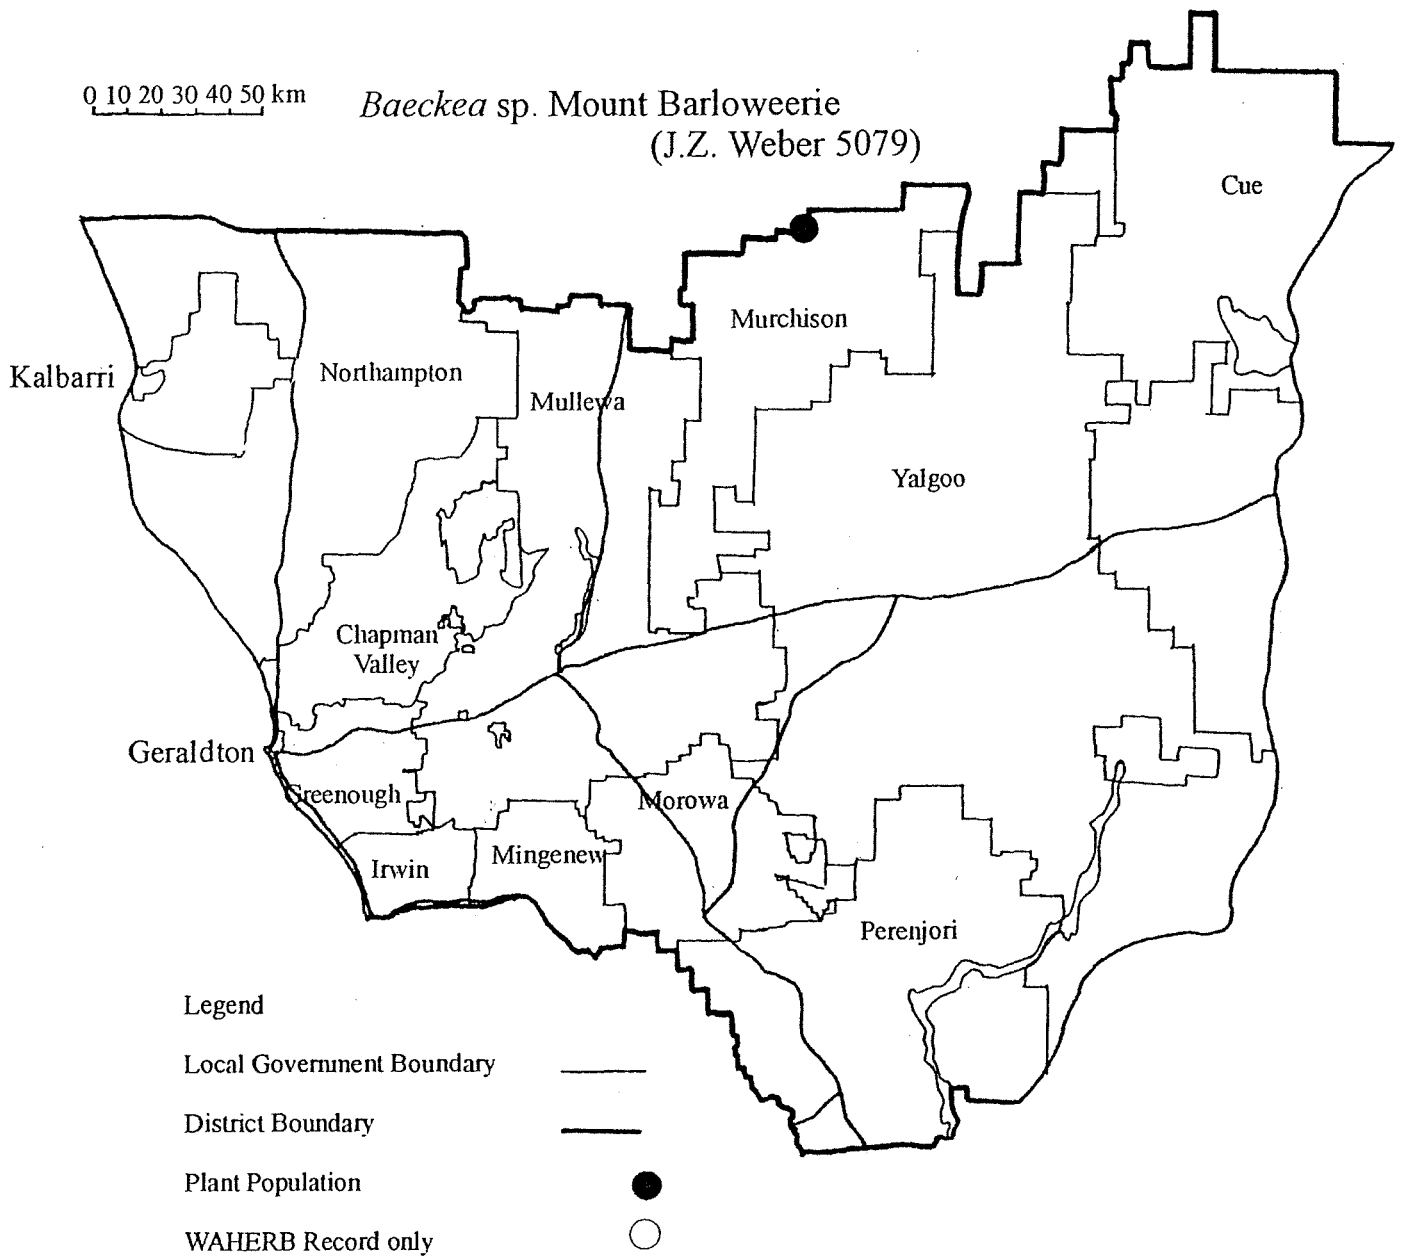 0 10 20 30 40 50 km
Baeckea sp. Mount Barloweerie
(J.Z. Weber 5079)
Cue
Murchison
Kalbarri
Northampton
Mullewa
Yalgoo
Chapman
Valley
Geraldton
Greenough
Morowa
Irwin
Mingenew
Perenjori
Legend
Local Government Boundary
District Boundary
Plant Population
WAHERB Record only